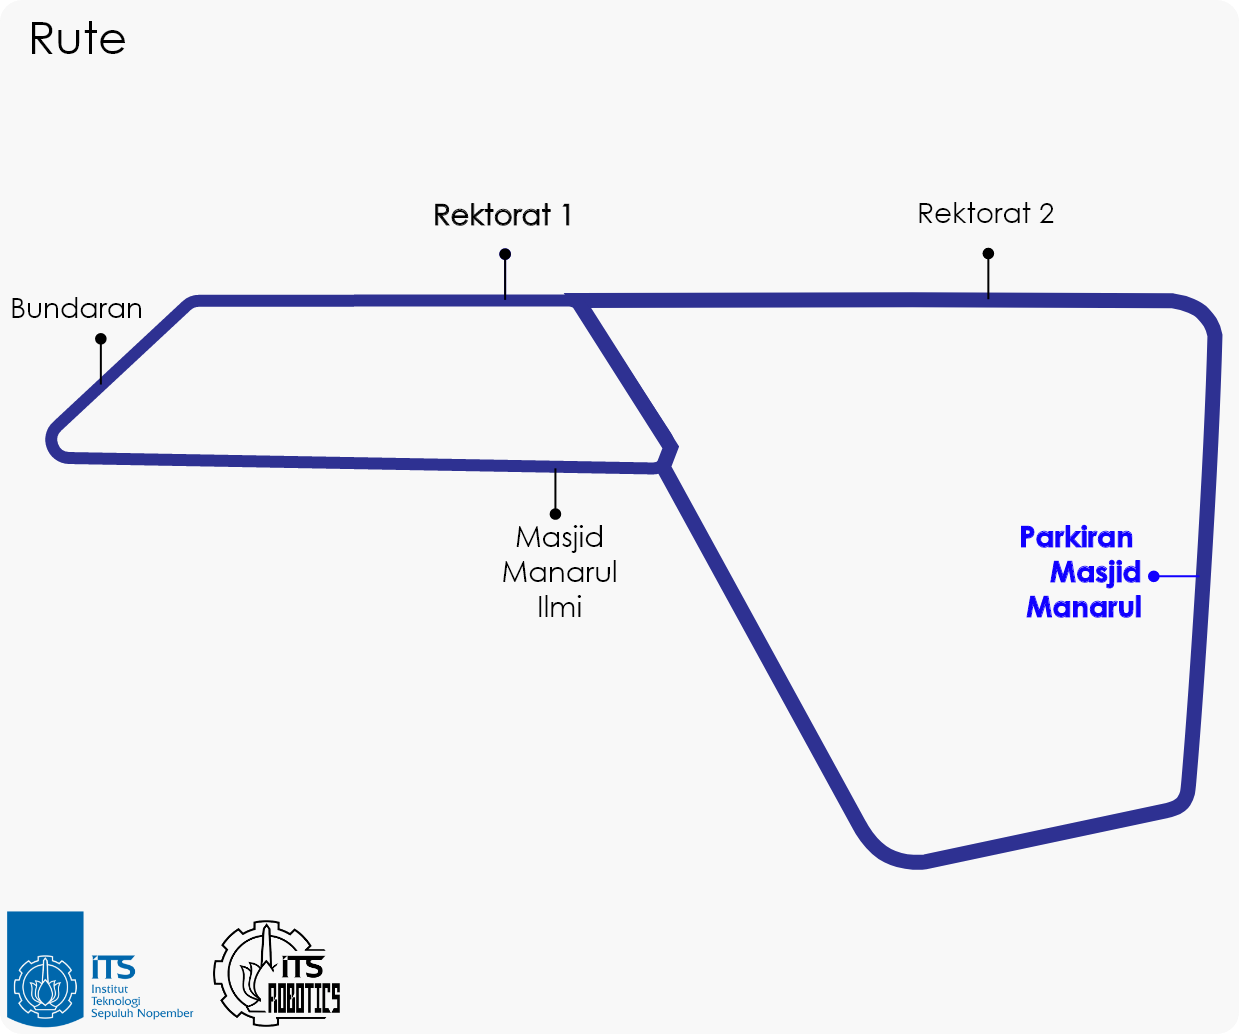 Rute
Rektorat 1
Rektorat 2
Bundaran
Masjid
Manarul
Ilmi
Parkiran
Masjid
Manarul
iTS
Institut
Teknologi
Sepuluh Nopember
iTS
ROBOTICS